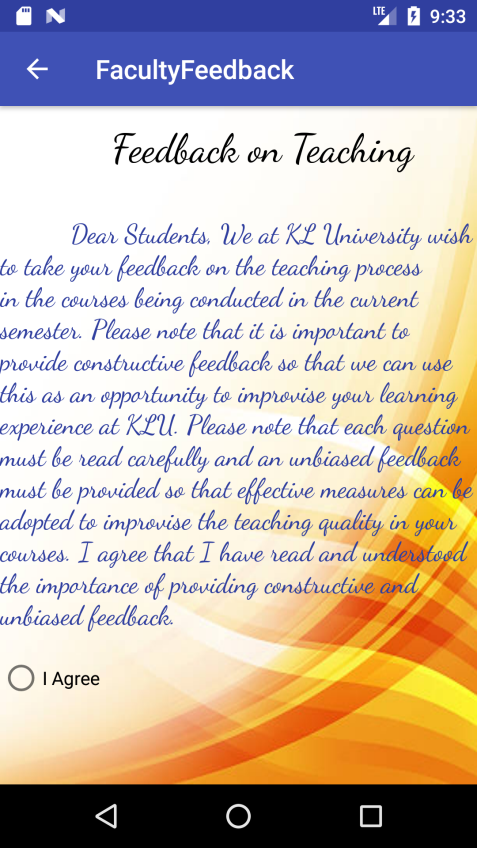 LTE 9:33
FacultyFeedback
Feedback on Teaching
Dear Students, We at KL University wish
to take your feedback on the teaching process
in the courses being conducted in the current
semester. Please note that it is important to
provide constructive feedback so that we can use
this as an opportunity to improvise your learning
experience at KLU. Please note that each question
must be read carefully and an unbiased feedback
must be provided so that effective measures can be
adopted to improvise the teaching quality in your
courses. I agree that I have read and understood
the importance of providing constructive and
unbiased feedback.
I Agree